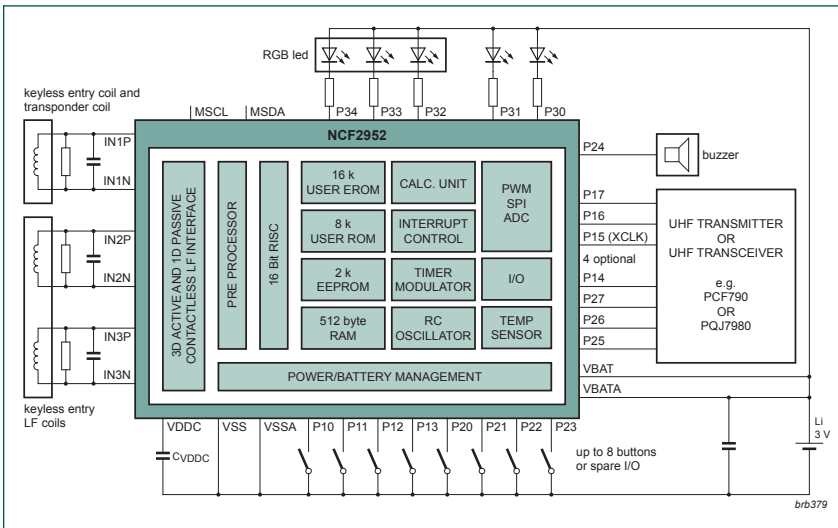 RGB led
keyless entry coil and
transponder coil
MSCL
MSDA
P34
P33
P32
P31
P30
NCF2952
IN1P
IN1N
IN2P
IN2N
IN3P
IN3N
keyless entry
LF coils
3D ACTIVE AND 1D PASSIVE
CONTACTLESS LF INTERFACE
PRE PROCESSOR
16 Bit RISC
16 k
USER EROM
CALC. UNIT
PWM
SPI
ADC
8 k
USER ROM
INTERRUPT
CONTROL
2 k
EEPROM
TIMER
MODULATOR
I/O
512 byte
RAM
RC
OSCILLATOR
TEMP
SENSOR
POWER/BATTERY MANAGEMENT
P24
buzzer
P17
P16
P15 (XCLK)
4 optional
P14
P27
P26
P25
UHF TRANSMITTER
OR
UHF TRANSCEIVER
e.g.
PCF790
OR
PQJ7980
VBAT
VBATA
VDDC
VSS
VSSA
P10
P11
P12
P13
P20
P21
P22
P23
CVDDC
up to 8 buttons
or spare I/O
Li
3 V
brb379